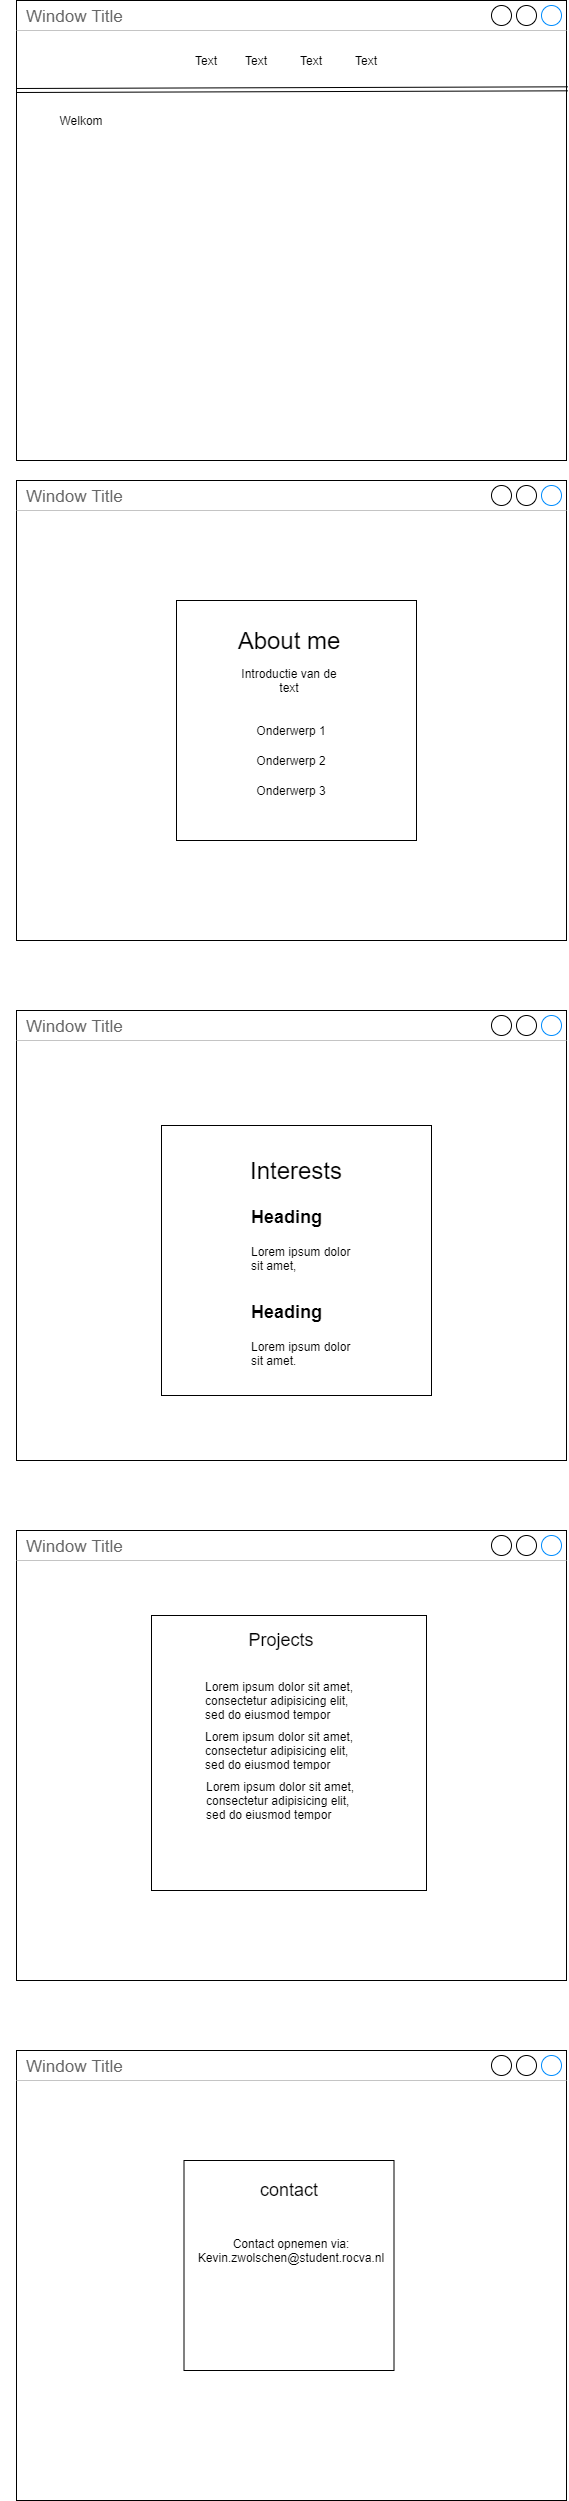 Window Title
Text Text Text Text
Welkom
Window Title
About me
Introductie van de
text
Onderwerp 1
Onderwerp 2
Onderwerp 3
Window Title
Interests
Heading
Lorem ipsum dolor
sit amet,
Heading
Lorem ipsum dolor
sit amet.
Window Title
Projects
Lorem ipsum dolor sit amet,
consectetur adipisicing elit,
sed do eiusmod tempor
Lorem ipsum dolor sit amet,
consectetur adipisicing elit,
sed do eiusmod tempor
Lorem ipsum dolor sit amet,
consectetur adipisicing elit,
sed do eiusmod tempor
Window Title
contact
Contact opnemen via:
Kevin.zwolschen@student.rocva.nl